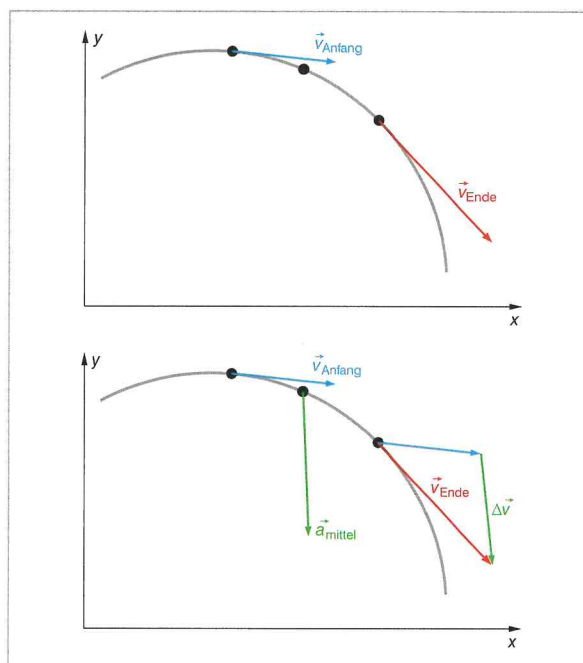 y
v⃗Anfang
v⃗Ende
x
y
v⃗Anfang
v⃗Ende
Δv⃗
a⃗mittel
x